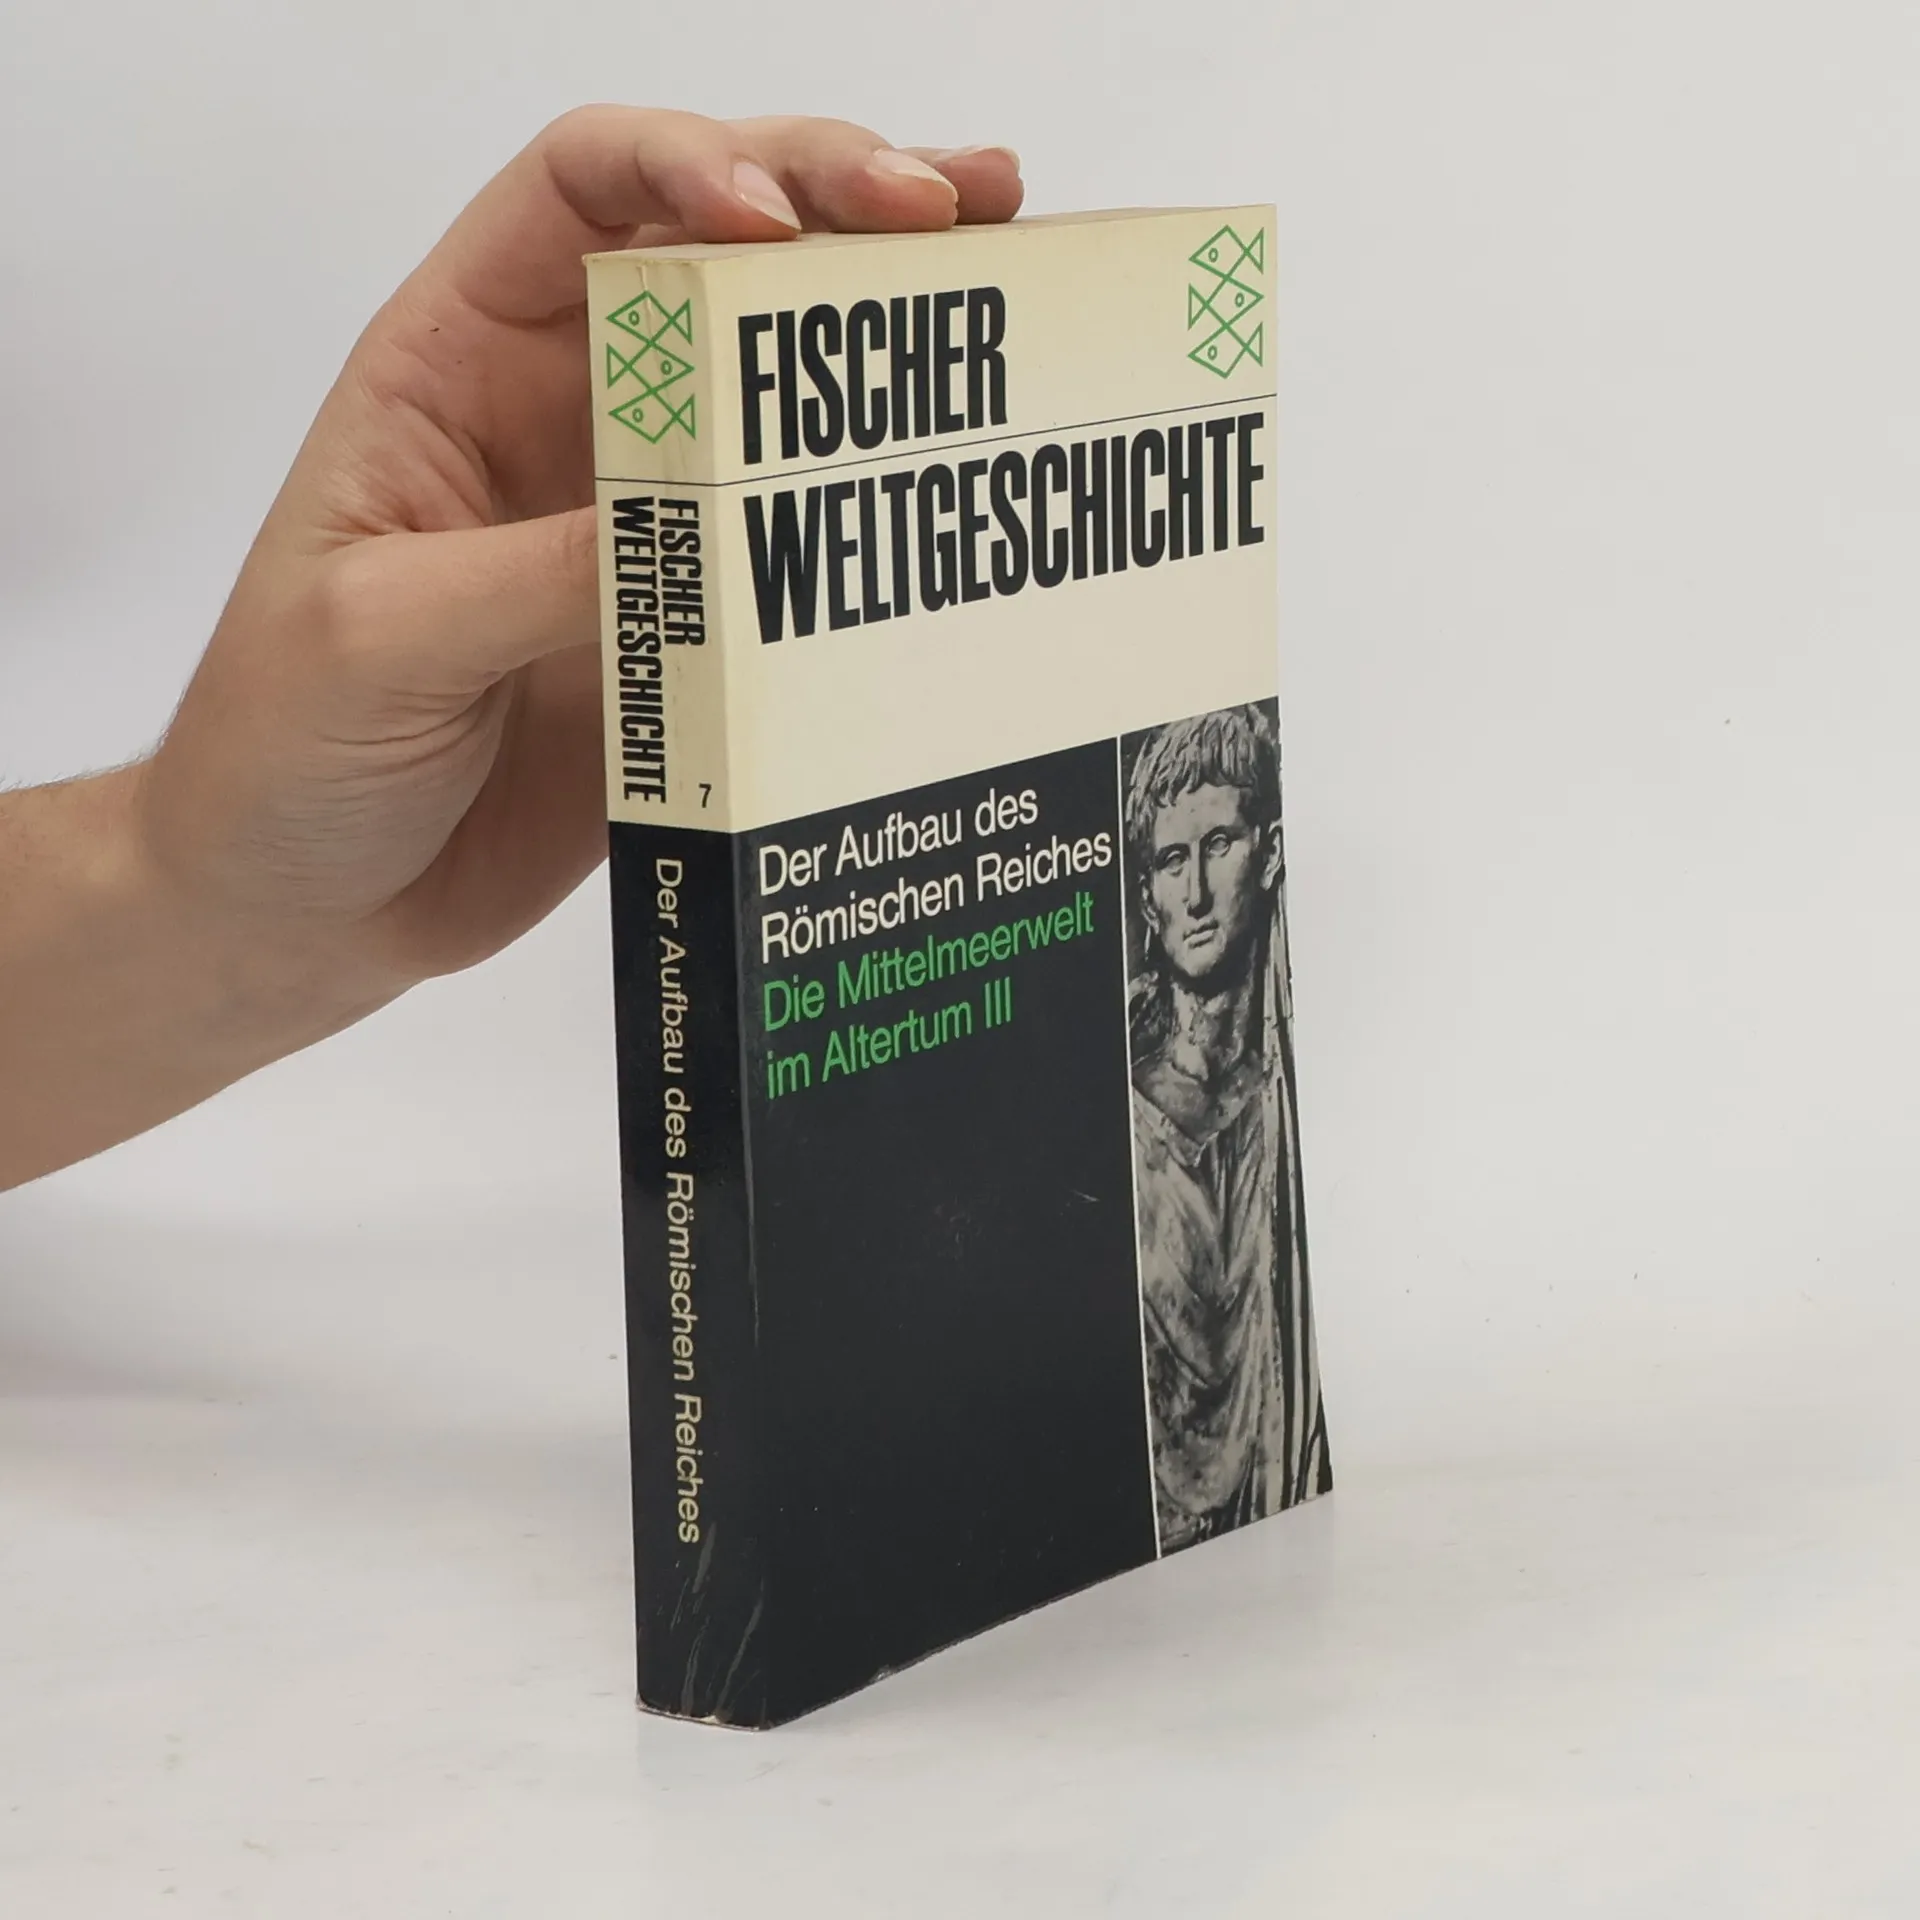 FISCHER
WELTGESCHICHTE
Der Aufbau des
Römischen Reiches
Die Mittelmeerwelt
im Altertum III
FISCHER
WELTGESCHICHTE
7
Der Aufbau des Römischen Reiches